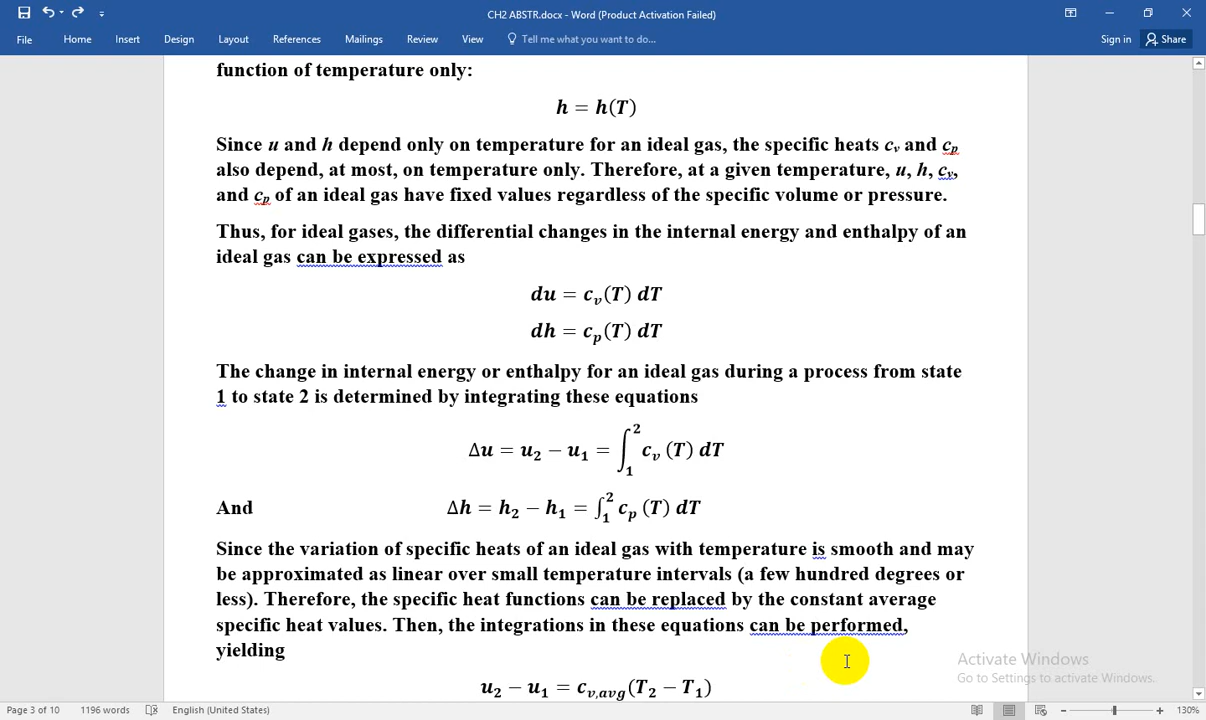 CH2 ABSTR.docx - Word (Product Activation Failed)
File Home Insert Design Layout References Mailings Review View Tell me what you want to do... Sign in Share
function of temperature only:
h = h(T)
Since u and h depend only on temperature for an ideal gas, the specific heats cᵥ and cₚ
also depend, at most, on temperature only. Therefore, at a given temperature, u, h, cᵥ,
and cₚ of an ideal gas have fixed values regardless of the specific volume or pressure.
Thus, for ideal gases, the differential changes in the internal energy and enthalpy of an
ideal gas can be expressed as
du = cᵥ(T) dT
dh = cₚ(T) dT
The change in internal energy or enthalpy for an ideal gas during a process from state
1 to state 2 is determined by integrating these equations
Δu = u₂ − u₁ = ∫₁² cᵥ (T) dT
And Δh = h₂ − h₁ = ∫₁² cₚ (T) dT
Since the variation of specific heats of an ideal gas with temperature is smooth and may
be approximated as linear over small temperature intervals (a few hundred degrees or
less). Therefore, the specific heat functions can be replaced by the constant average
specific heat values. Then, the integrations in these equations can be performed,
yielding
u₂ − u₁ = c_{v,avg}(T₂ − T₁)
Activate Windows
Go to Settings to activate Windows.
Page 3 of 10 1196 words English (United States) 130%